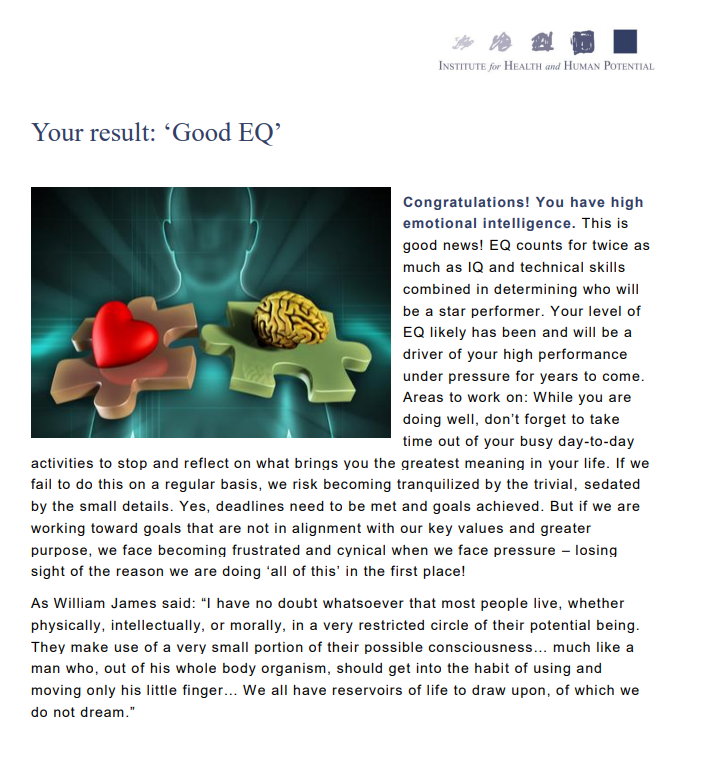 INSTITUTE for HEALTH and HUMAN POTENTIAL
Your result: ‘Good EQ’
Congratulations! You have high
emotional intelligence. This is
good news! EQ counts for twice as
much as IQ and technical skills
combined in determining who will
be a star performer. Your level of
EQ likely has been and will be a
driver of your high performance
under pressure for years to come.
Areas to work on: While you are
doing well, don’t forget to take
time out of your busy day-to-day
activities to stop and reflect on what brings you the greatest meaning in your life. If we
fail to do this on a regular basis, we risk becoming tranquilized by the trivial, sedated
by the small details. Yes, deadlines need to be met and goals achieved. But if we are
working toward goals that are not in alignment with our key values and greater
purpose, we face becoming frustrated and cynical when we face pressure – losing
sight of the reason we are doing ‘all of this’ in the first place!
As William James said: “I have no doubt whatsoever that most people live, whether
physically, intellectually, or morally, in a very restricted circle of their potential being.
They make use of a very small portion of their possible consciousness… much like a
man who, out of his whole body organism, should get into the habit of using and
moving only his little finger… We all have reservoirs of life to draw upon, of which we
do not dream.”